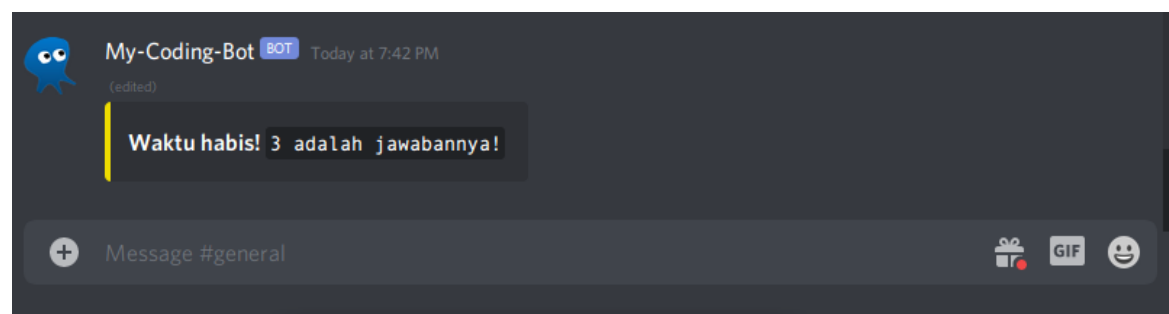 My-Coding-Bot BOT Today at 7:42 PM
(edited)
Waktu habis! 3 adalah jawabannya!
Message #general GIF